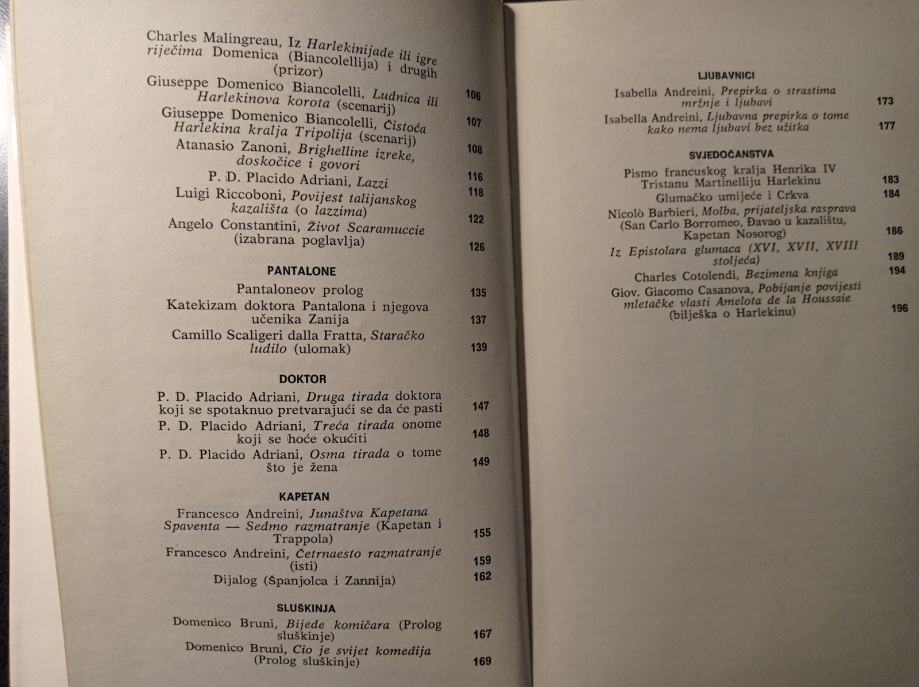 Charles Malingreau, Iz Harlekinijade ili igre
riječima Domenica (Biancolellija) i drugih
(prizor) 106
Giuseppe Domenico Biancolelli, Ludnica ili
Harlekinova korota (scenarij) 107
Giuseppe Domenico Biancolelli, Čistoća
Harlekina kralja Tripolija (scenarij) 108
Atanasio Zanoni, Brighelline izreke,
doskočice i govori 116
P. D. Placido Adriani, Lazzi 118
Luigi Riccoboni, Povijest talijanskog
kazališta (o lazzima) 122
Angelo Constantini, Život Scaramuccie
(izabrana poglavlja) 126
PANTALONE
Pantaloneov prolog 135
Katekizam doktora Pantalona i njegova
učenika Zanija 137
Camillo Scaligeri dalla Fratta, Staračko
ludilo (ulomak) 139
DOKTOR
P. D. Placido Adriani, Druga tirada doktora
koji se spotaknuo pretvarajući se da će pasti 147
P. D. Placido Adriani, Treća tirada onome
koji se hoće okućiti 148
P. D. Placido Adriani, Osma tirada o tome
što je žena 149
KAPETAN
Francesco Andreini, Junaštva Kapetana
Spaventa — Sedmo razmatranje (Kapetan i
Trappola) 155
Francesco Andreini, Četrnaesto razmatranje
(isti) 159
Dijalog (Španjolca i Zannija) 162
SLUŠKINJA
Domenico Bruni, Bijede komičara (Prolog
sluškinje) 167
Domenico Bruni, Cio je svijet komedija
(Prolog sluškinje) 169
LJUBAVNICI
Isabella Andreini, Prepirka o strastima
mržnje i ljubavi 173
Isabella Andreini, Ljubavna prepirka o tome
kako nema ljubavi bez užitka 177
SVJEDOČANSTVA
Pismo francuskog kralja Henrika IV
Tristanu Martinelliju Harlekinu 183
Glumačko umijeće i Crkva 184
Nicolò Barbieri, Molba, prijateljska rasprava
(San Carlo Borromeo, Đavao u kazalištu,
Kapetan Nosorog) 186
Iz Epistolara glumaca (XVI, XVII, XVIII
stoljeća) 189
Charles Cotolendi, Bezimena knjiga 194
Giov. Giacomo Casanova, Pobijanje povijesti
mletačke vlasti Amelota de la Houssaie
(bilješka o Harlekinu) 196